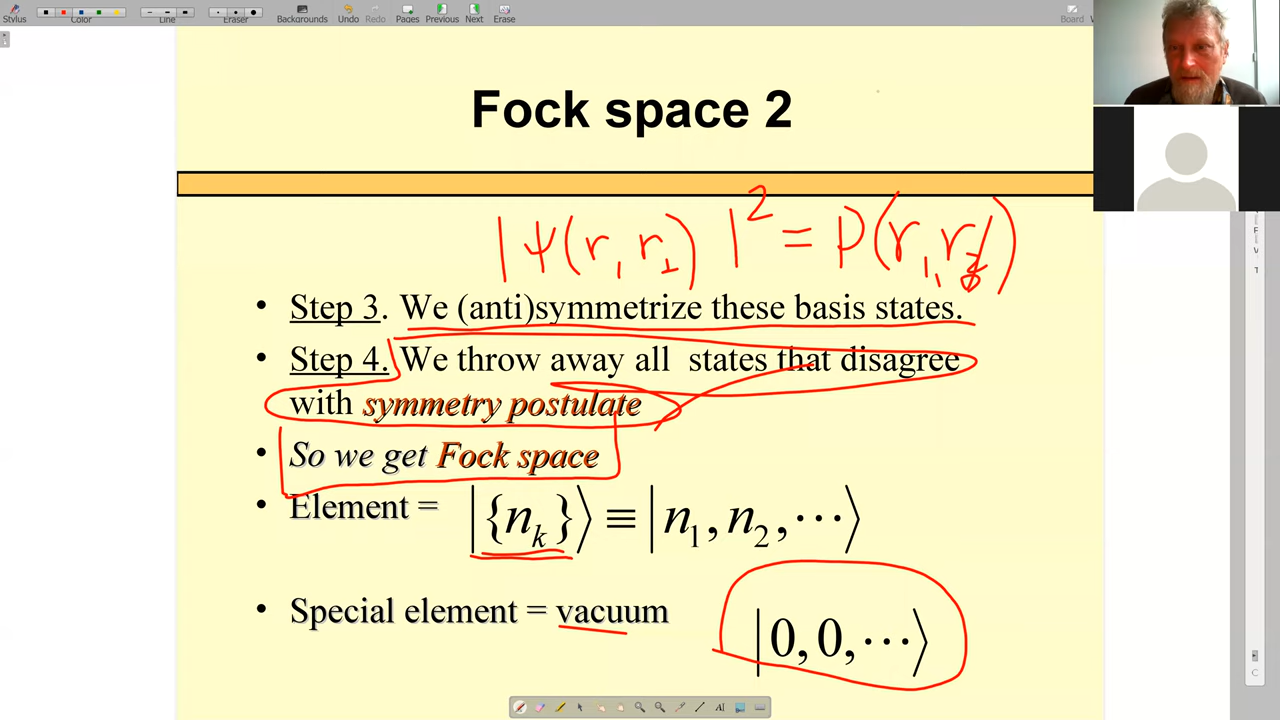 Stylus
Color
Line
Eraser
Backgrounds
Undo
Redo
Pages
Previous
Next
Erase
Board
Fock space 2
|Ψ(r₁ r₂)|² = P(r₁, r₂)
• Step 3. We (anti)symmetrize these basis states.
• Step 4. We throw away all states that disagree
with symmetry postulate
• So we get Fock space
• Element = |{nₖ}⟩ ≡ |n₁, n₂, ⋯⟩
• Special element = vacuum |0, 0, ⋯⟩